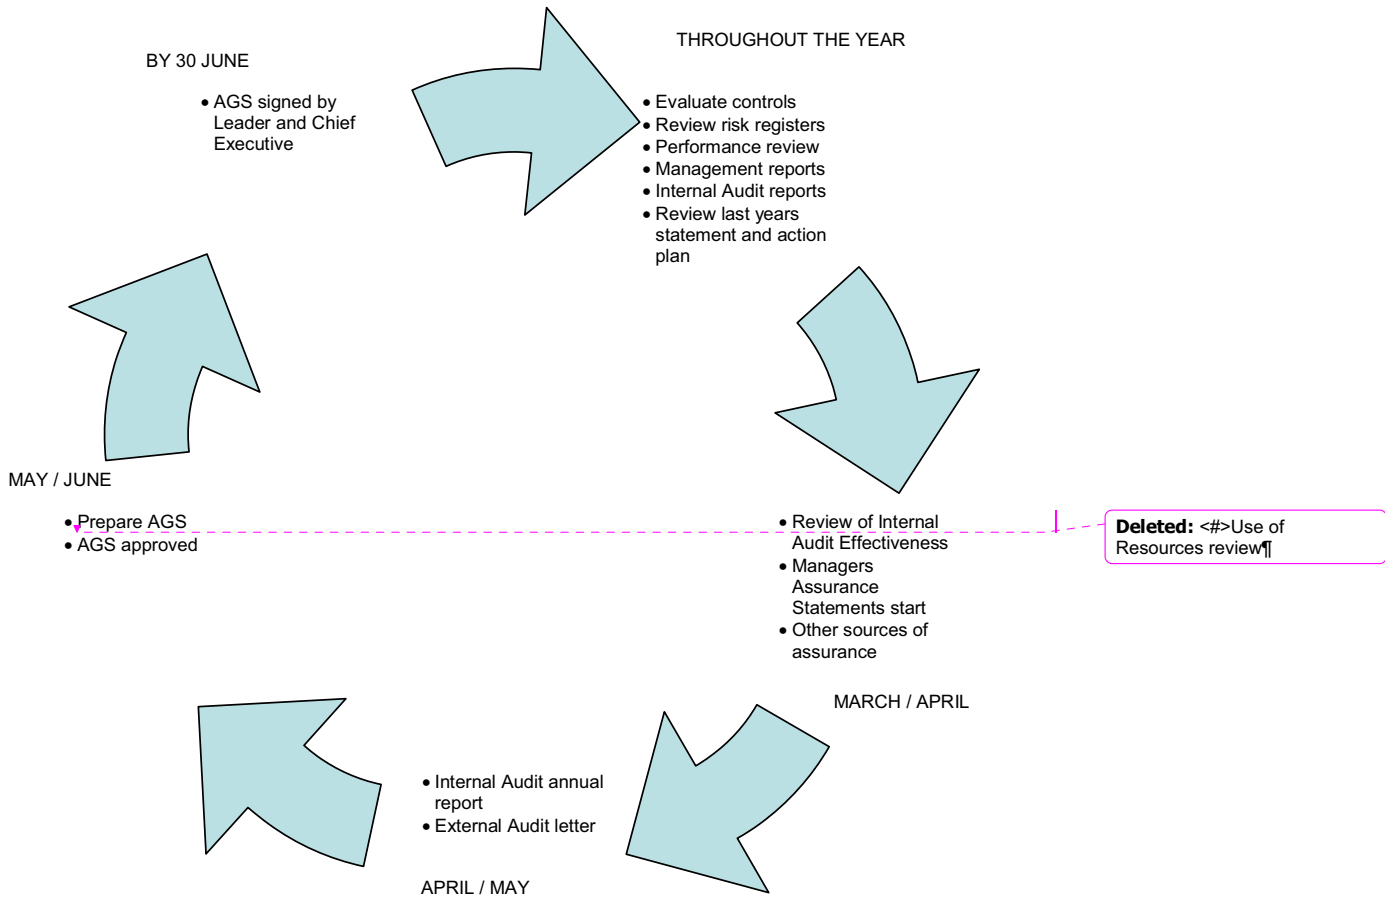 BY 30 JUNE
• AGS signed by
Leader and Chief
Executive
THROUGHOUT THE YEAR
• Evaluate controls
• Review risk registers
• Performance review
• Management reports
• Internal Audit reports
• Review last years
statement and action
plan
MAY / JUNE
• Prepare AGS
• AGS approved
• Review of Internal
Audit Effectiveness
• Managers
Assurance
Statements start
• Other sources of
assurance
MARCH / APRIL
Deleted: <#>Use of
Resources review¶
• Internal Audit annual
report
• External Audit letter
APRIL / MAY